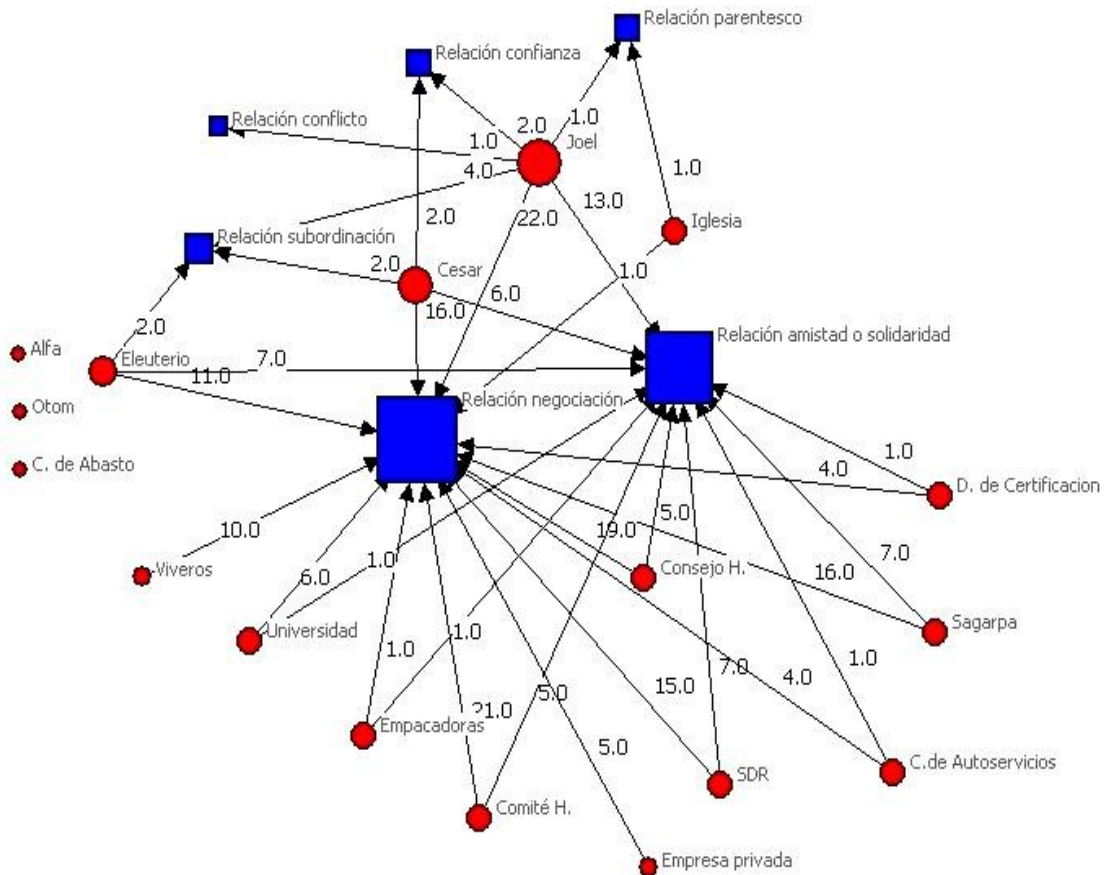 Relación parentesco
Relación confianza
Relación conflicto
2.0
1.0
Joel
1.0
4.0
1.0
13.0
22.0
Iglesia
2.0
Relación subordinación
2.0
Cesar
1.0
6.0
16.0
2.0
Relación amistad o solidaridad
Alfa
Eleuterio
7.0
11.0
Otom
Relación negociación
C. de Abasto
1.0
4.0
D. de Certificacion
10.0
19.0
5.0
7.0
Viveros
6.0
1.0
Consejo H.
16.0
Universidad
1.0
1.0
Sagarpa
1.0
7.0
4.0
15.0
5.0
Empacadoras
5.0
SDR
C.de Autoservicios
Comité H.
Empresa privada